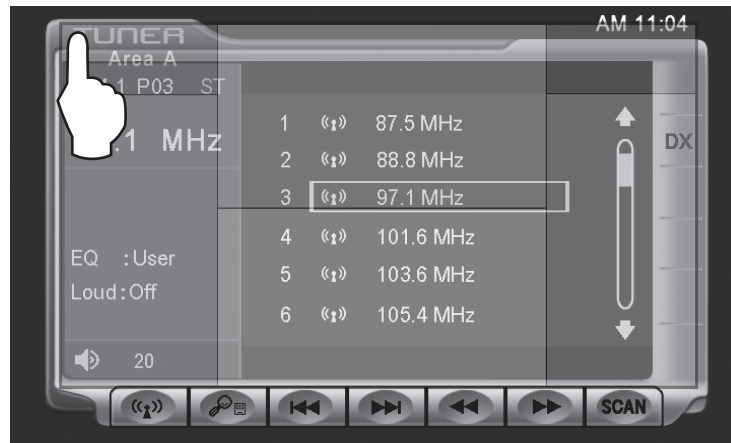 TUNER
AM 11:04
Area A
1 P03 ST
.1 MHz
1 87.5 MHz
2 88.8 MHz
3 97.1 MHz
4 101.6 MHz
5 103.6 MHz
6 105.4 MHz
DX
EQ :User
Loud:Off
20
SCAN